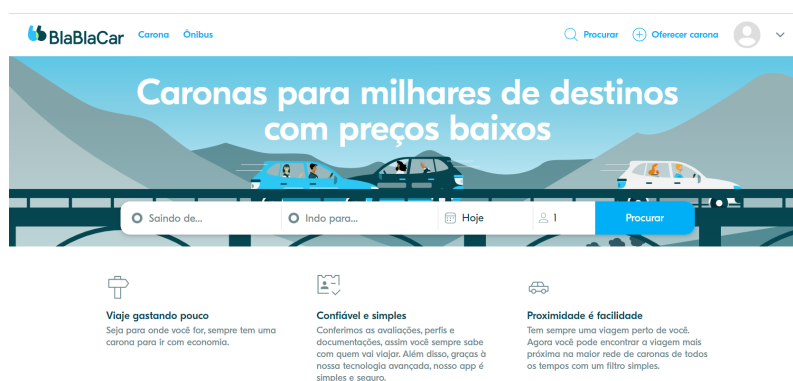 BlaBlaCar Carona Ônibus Procurar Oferecer carona
Caronas para milhares de destinos
com preços baixos
Saindo de... Indo para... Hoje 1 Procurar
Viaje gastando pouco
Seja para onde você for, sempre tem uma
carona para ir com economia.
Confiável e simples
Conferimos as avaliações, perfis e
documentações, assim você sempre sabe
com quem vai viajar. Além disso, graças à
nossa tecnologia avançada, nosso app é
simples e seguro.
Proximidade é facilidade
Tem sempre uma viagem perto de você.
Agora você pode encontrar a viagem mais
próxima na maior rede de caronas de todos
os tempos com um filtro simples.